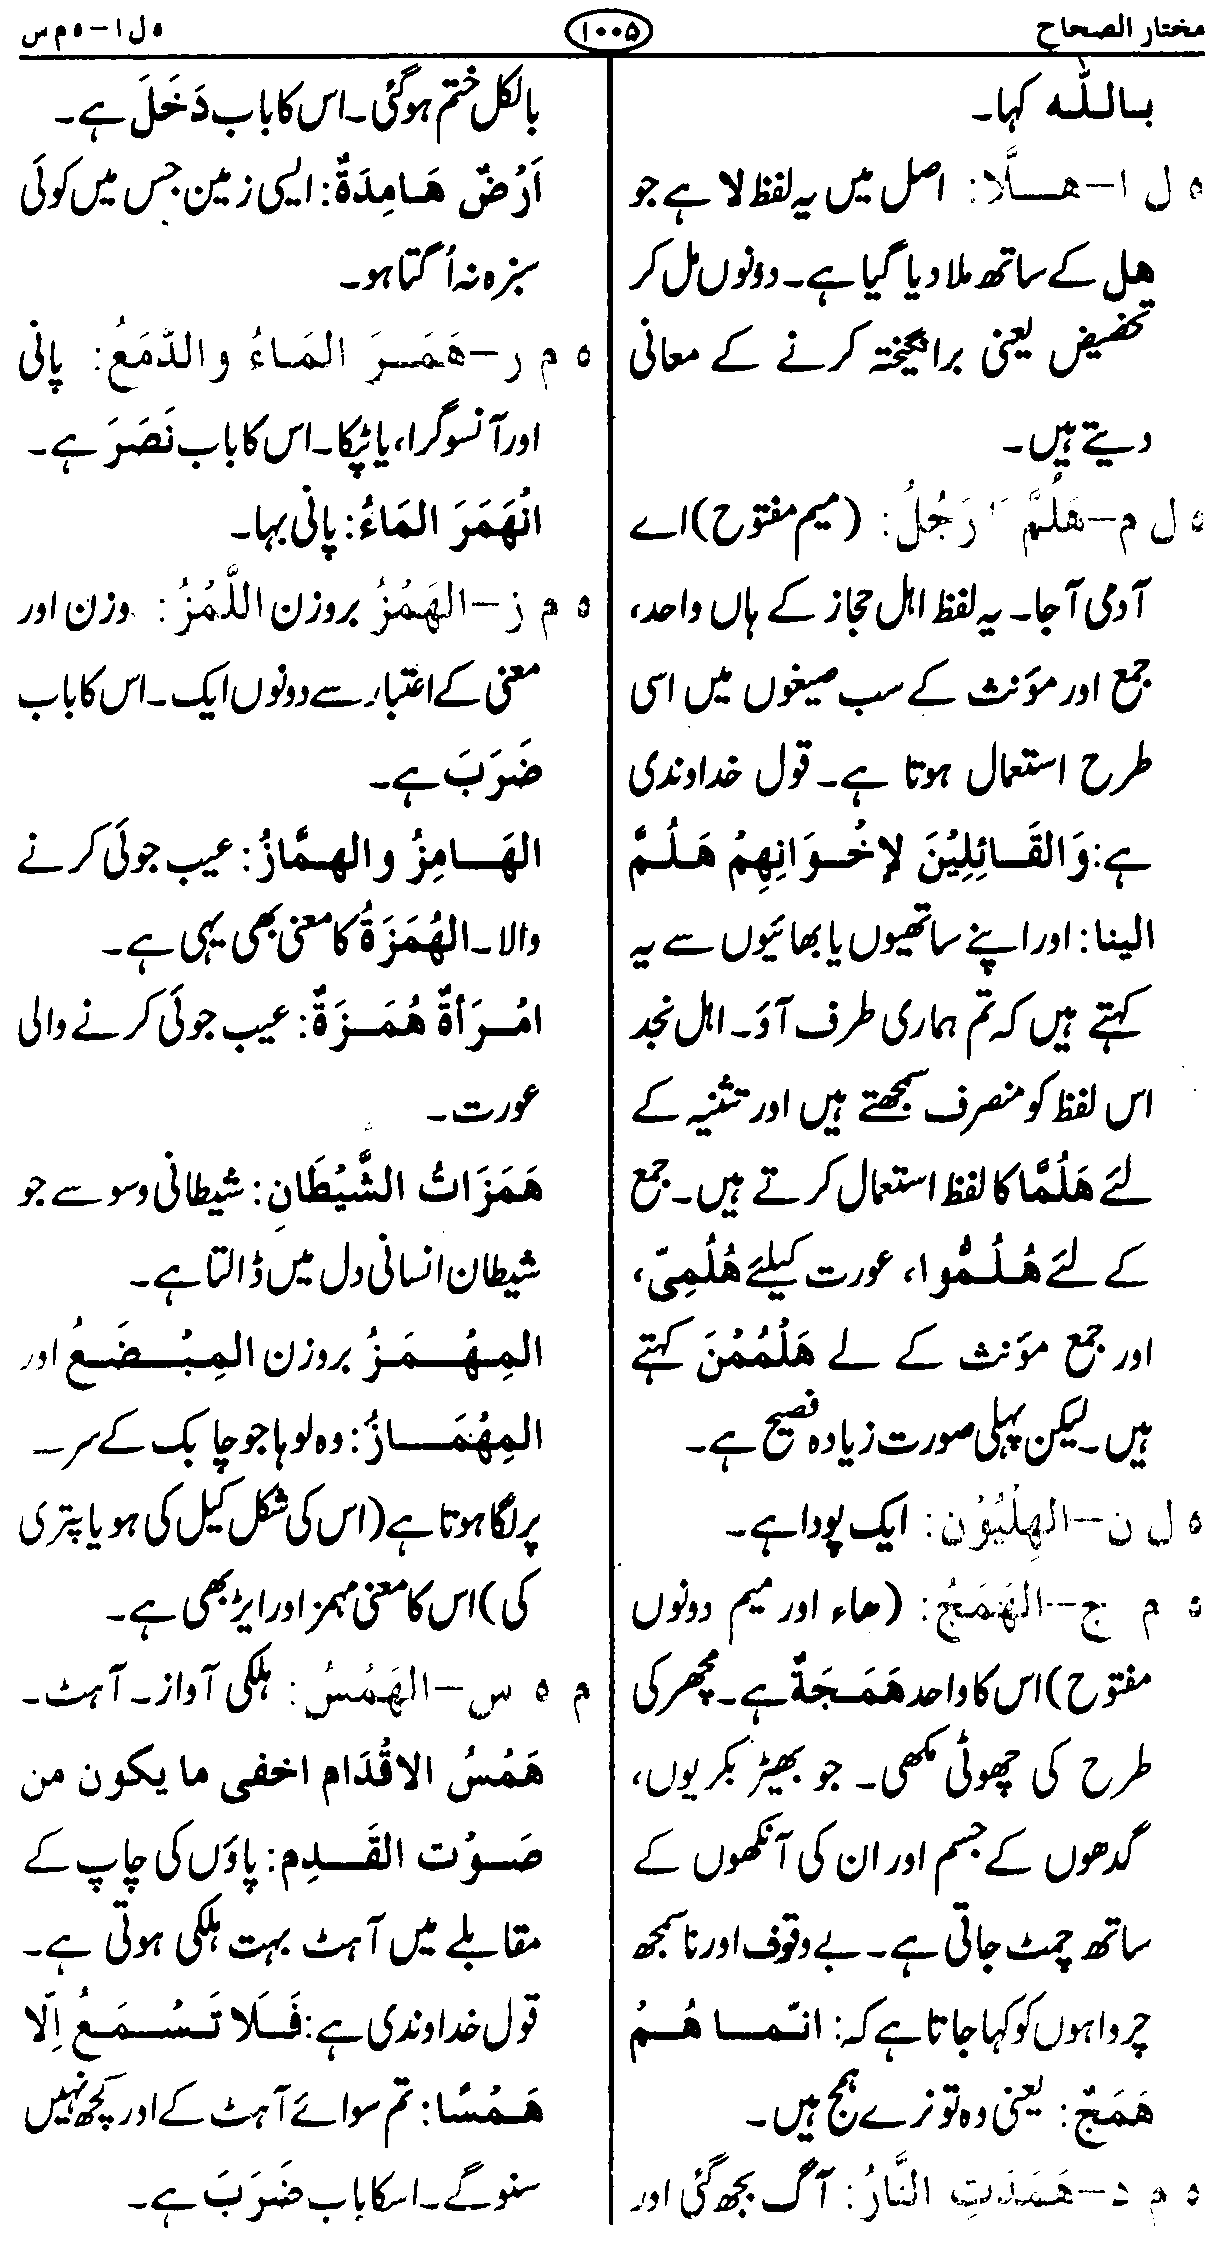 مختار الصحاح
۱۰۰۵
ہ ل ا – ہ م س
باللّٰہ کہا۔
ہ ل ا – ھلَّا: اصل میں یہ لفظ لا ہے جو
ھل کے ساتھ ملا دیا گیا ہے۔ دونوں مل کر
تحضیض یعنی برانگیختہ کرنے کے معانی
دیتے ہیں۔
ہ ل م – ھَلُمَّ رَجُلُ: (میم مفتوح) اے
آدمی آ جا۔ یہ لفظ اہل حجاز کے ہاں واحد،
جمع اور مؤنث کے سب صیغوں میں اسی
طرح استعمال ہوتا ہے۔ قول خداوندی
ہے: وَالقَائِلِیْنَ لِإخْوَانِھِمْ ھَلُمَّ
الینا: اور اپنے ساتھیوں یا بھائیوں سے یہ
کہتے ہیں کہ تم ہماری طرف آؤ۔ اہل نجد
اس لفظ کو منصرف سمجھتے ہیں اور تثنیہ کے
لئے ھَلُمَّا کا لفظ استعمال کرتے ہیں۔ جمع
کے لئے ھُلُمُّوا، عورت کیلئے ھُلُمِیّ،
اور جمع مؤنث کے لے ھَلُمُمْنَ کہتے
ہیں۔ لیکن پہلی صورت زیادہ فصیح ہے۔
ہ ل ن – الھِلْیَوْن: ایک پودا ہے۔
ہ م ج – الھَمَجُ: (ھاء اور میم دونوں
مفتوح) اس کا واحد ھَمَجَةٌ ہے۔ مچھر کی
طرح کی چھوٹی مکھی۔ جو بھیڑ بکریوں،
گدھوں کے جسم اور ان کی آنکھوں کے
ساتھ چمٹ جاتی ہے۔ بے وقوف اور نا سمجھ
چرواہوں کو کہا جاتا ہے کہ: انّما ھُمْ
ھَمَجٌ: یعنی وہ تو نرے ہمج ہیں۔
ہ م د – ھَمَدَتِ النَّارُ: آگ بجھ گئی اور
بالکل ختم ہو گئی۔ اس کا باب دَخَلَ ہے۔
اَرْضٌ ھَامِدَةٌ: ایسی زمین جس میں کوئی
سبزہ نہ اُگتا ہو۔
ہ م ر – ھَمَرَ المَاءُ والدَّمَعُ: پانی
اور آنسو گرا، یا ٹپکا۔ اس کا باب نَصَرَ ہے۔
انْھَمَرَ المَاءُ: پانی بہا۔
ہ م ز – الھَمْزُ بروزن اللَّمْزُ: وزن اور
معنی کے اعتبار سے دونوں ایک۔ اس کا باب
ضَرَبَ ہے۔
الھَامِزُ والھمَّازُ: عیب جوئی کرنے
والا۔ الھُمَزَةُ کا معنی بھی یہی ہے۔
امْرَأةٌ ھُمَزَةٌ: عیب جوئی کرنے والی
عورت۔
ھَمَزَاتُ الشَّیْطَانِ: شیطانی وسوسے جو
شیطان انسانی دل میں ڈالتا ہے۔
المِھْمَزُ بروزن المِبْضَعُ اور
المِھْمَازُ: وہ لوہا جو چابک کے سر۔
پر لگا ہوتا ہے (اس کی شکل کیل کی ہو یا پتری
کی) اس کا معنی مہمز اور ایڑ بھی ہے۔
م ہ س – الھَمْسُ: ہلکی آواز۔ آہٹ۔
ھَمْسُ الاقْدَام اخفی ما یکون من
صَوْت القَدِم: پاؤں کی چاپ کے
مقابلے میں آہٹ بہت ہلکی ہوتی ہے۔
قول خداوندی ہے: فَلَا تَسْمَعُ اِلّا
ھَمْسًا: تم سوائے آہٹ کے اور کچھ نہیں
سنو گے۔ اسکا باب ضَرَبَ ہے۔